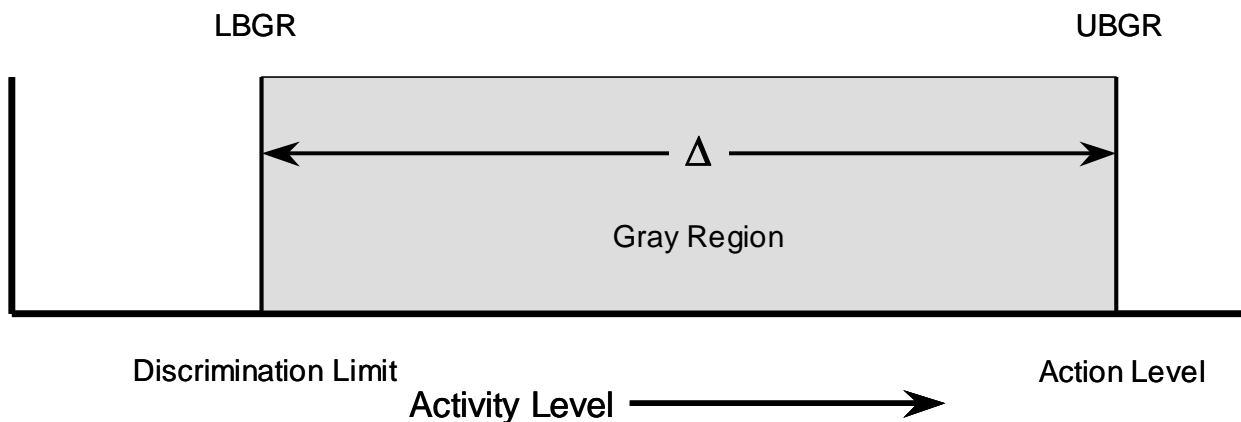 LBGR UBGR
Δ
Gray Region
Discrimination Limit Action Level
Activity Level